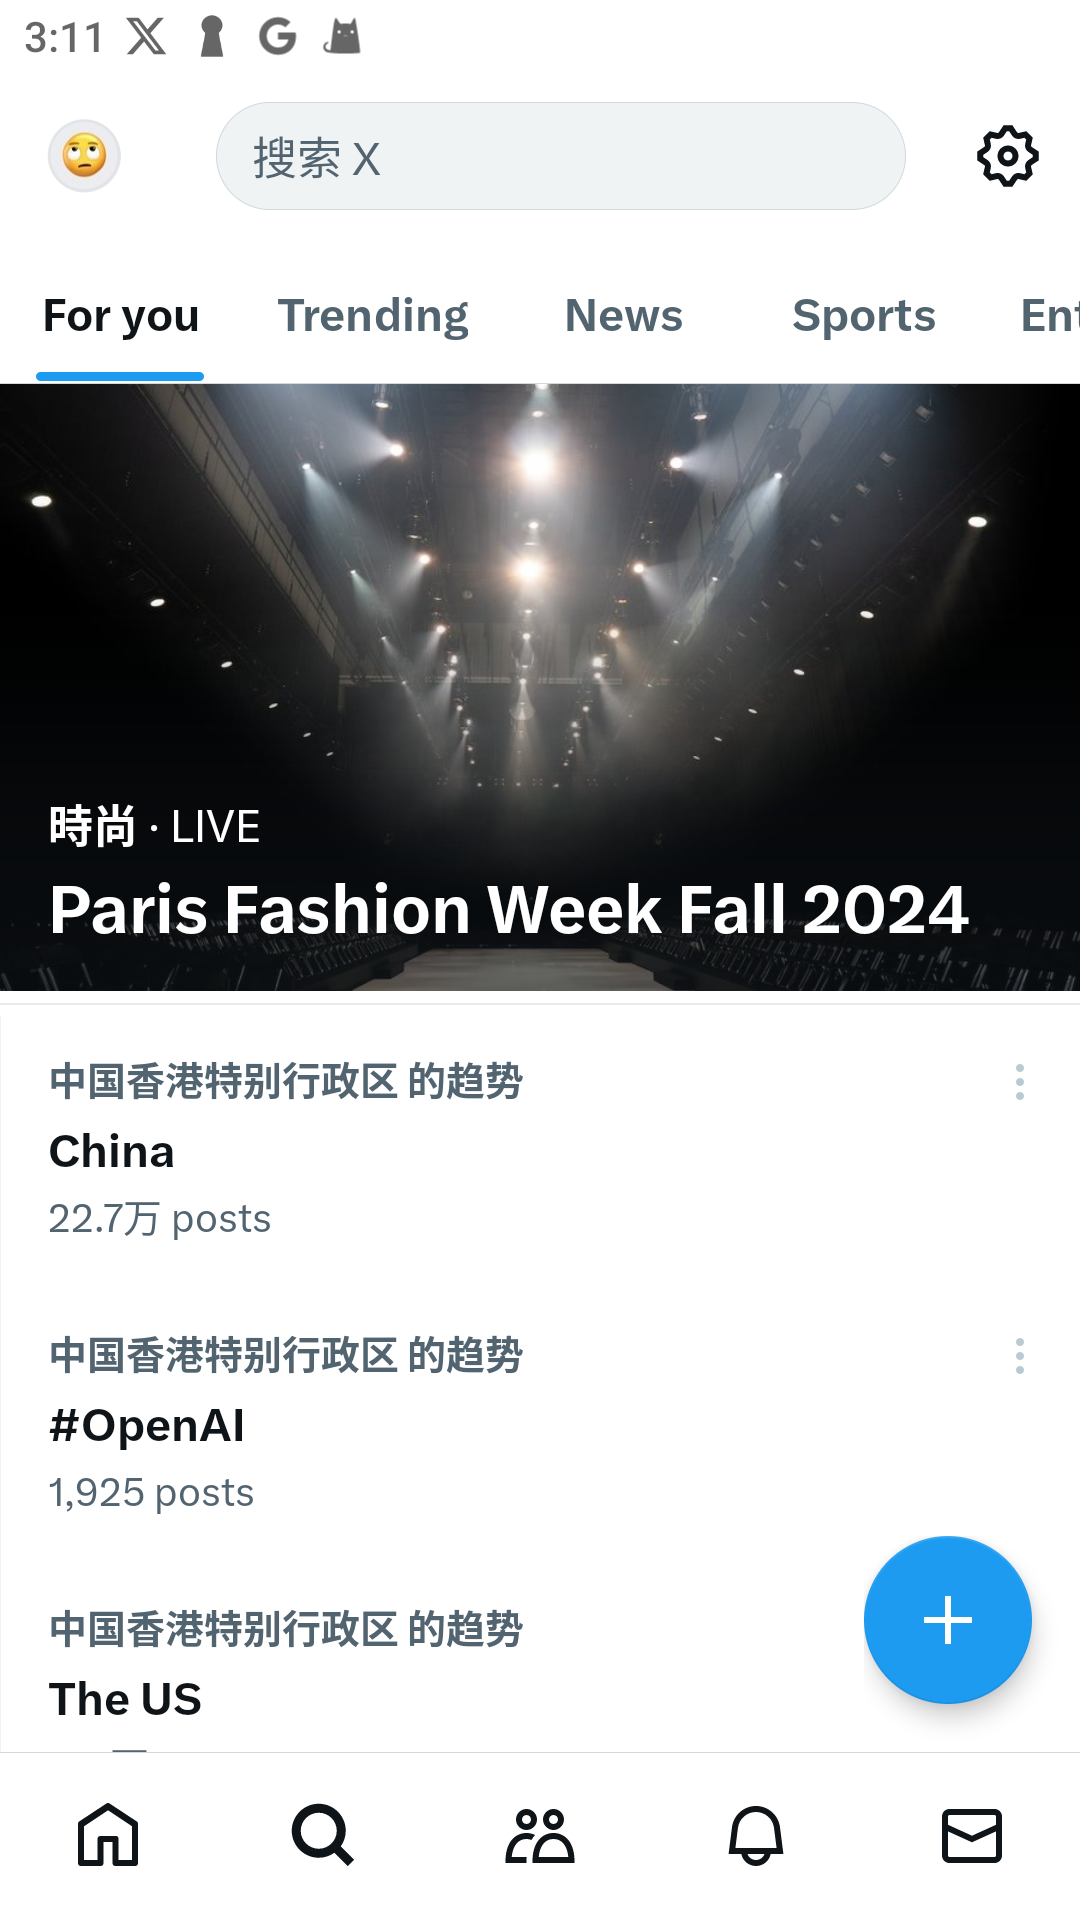 3:11
搜索 X
For you Trending News Sports Ent
時尚 · LIVE
Paris Fashion Week Fall 2024
中国香港特别行政区 的趋势
China
22.7万 posts
中国香港特别行政区 的趋势
#OpenAI
1,925 posts
中国香港特别行政区 的趋势
The US